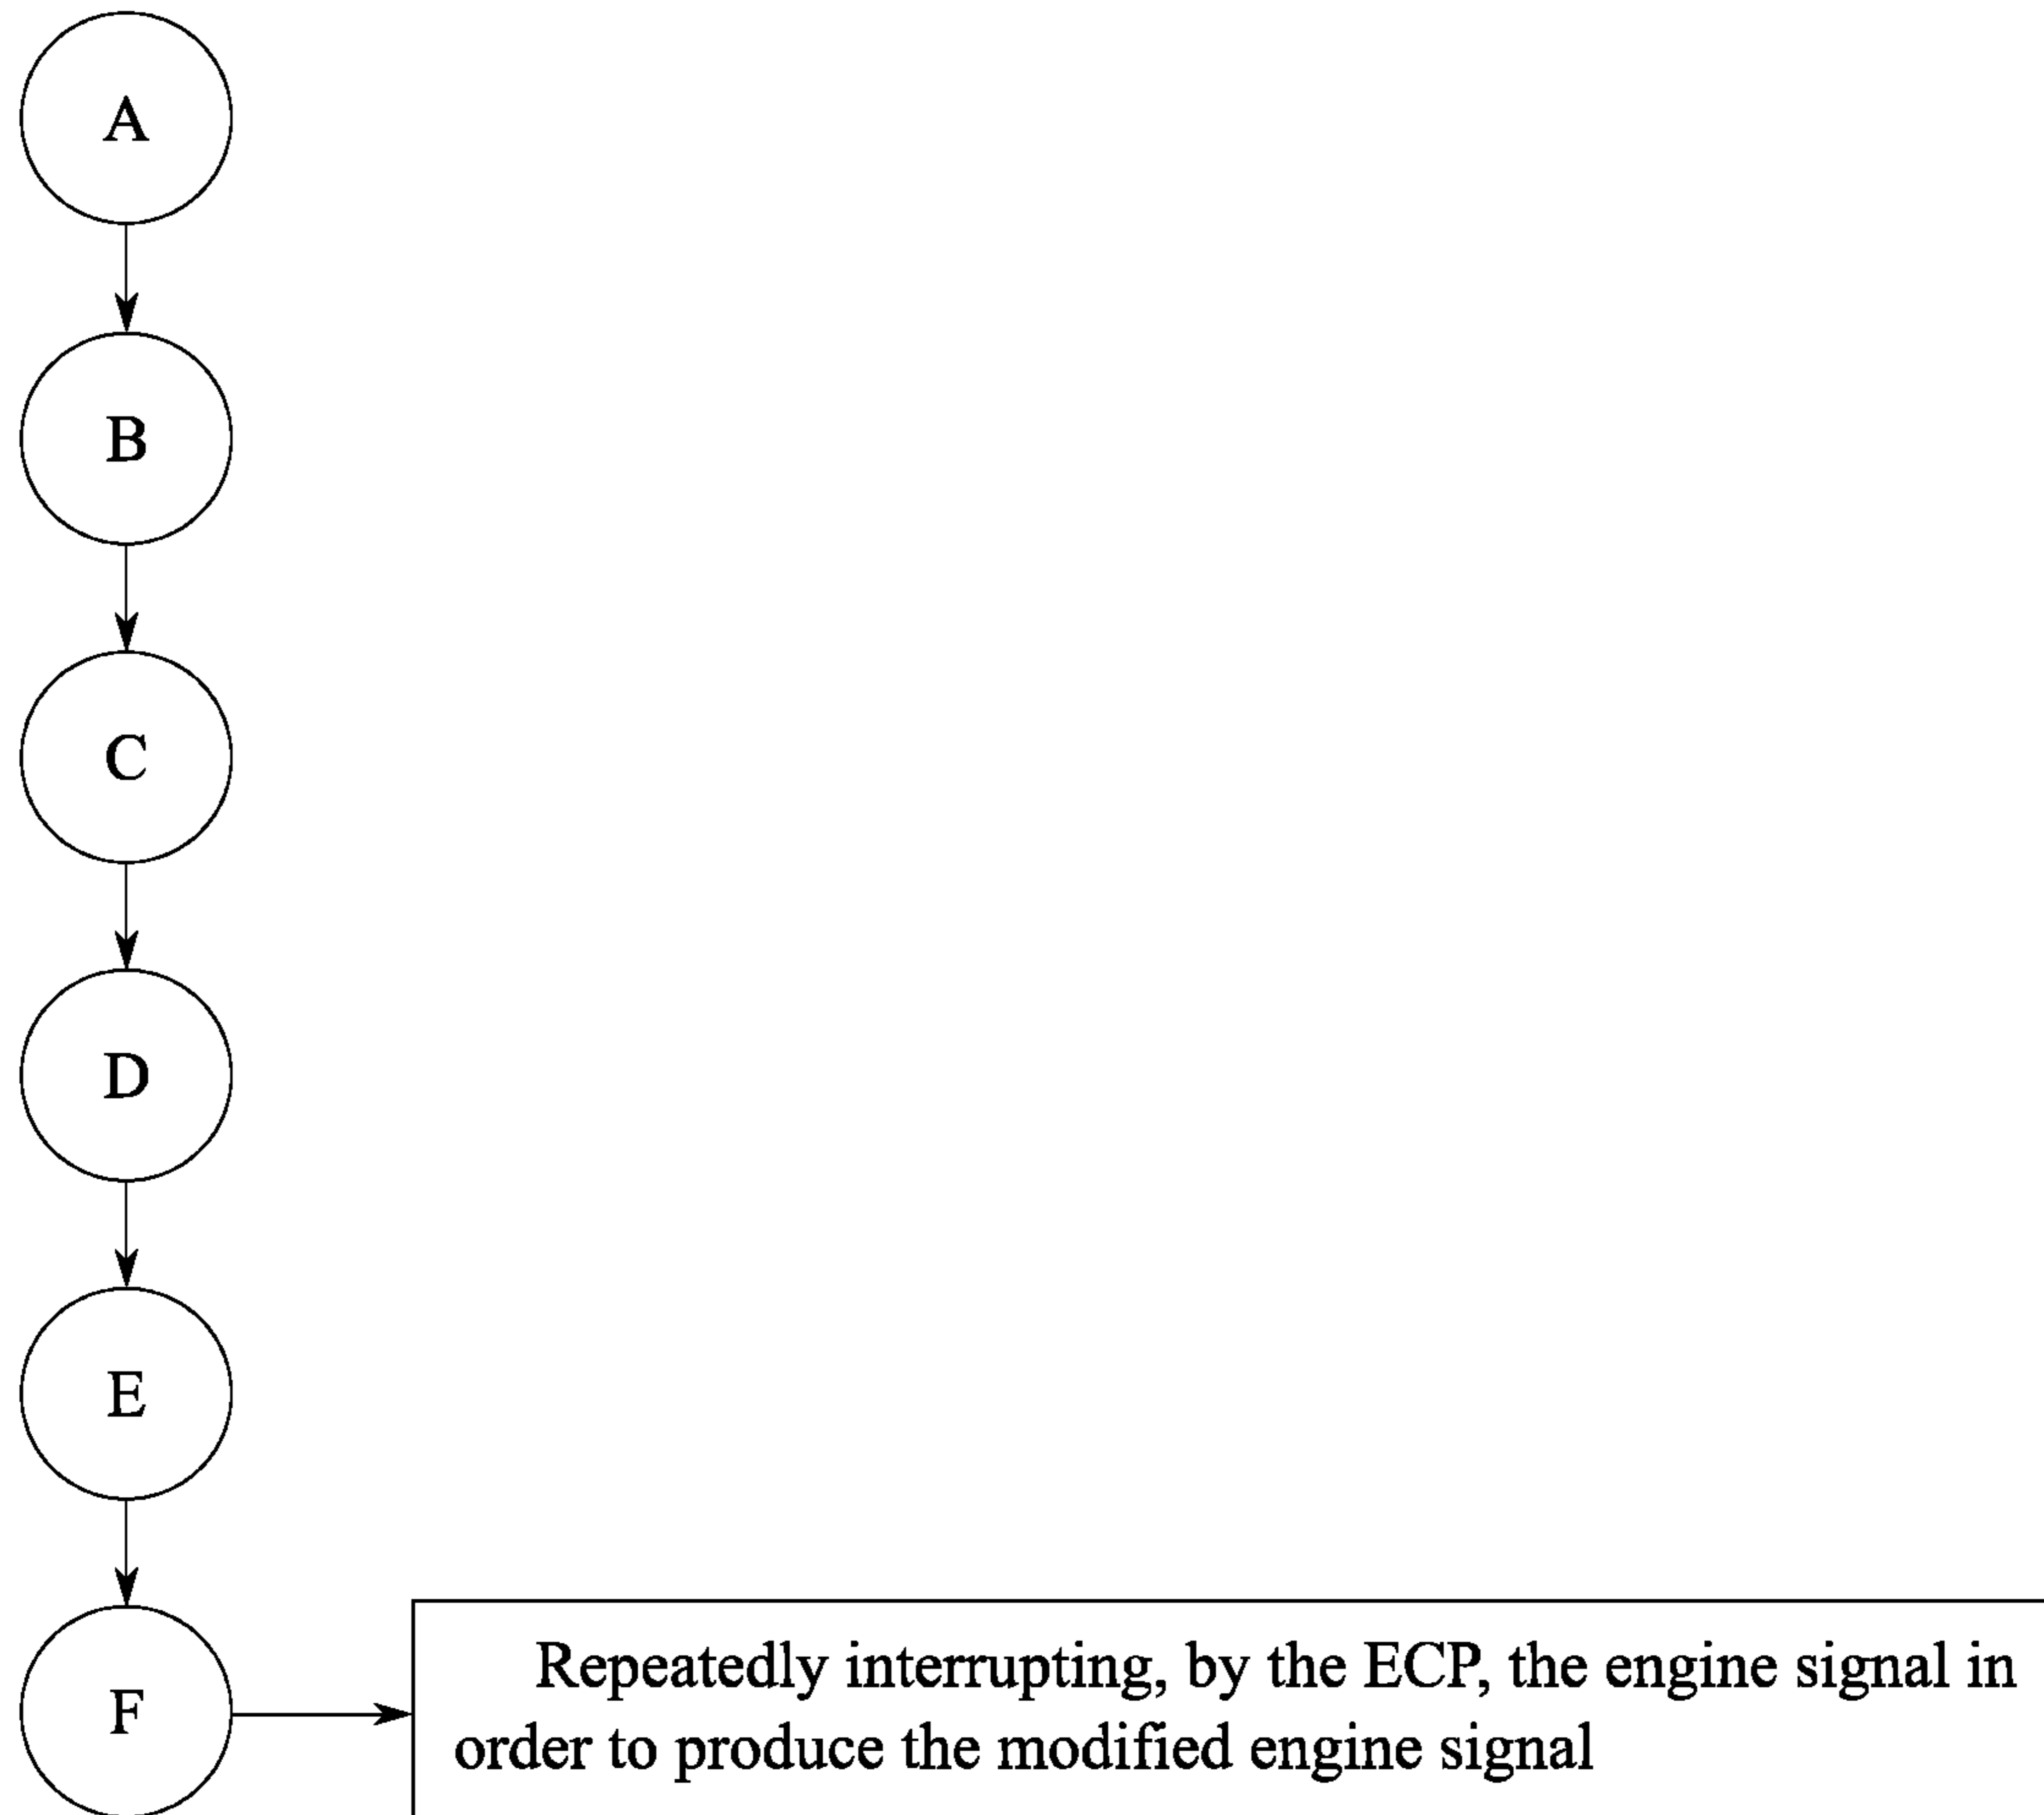 A
B
C
D
E
F
Repeatedly interrupting, by the ECP, the engine signal in
order to produce the modified engine signal